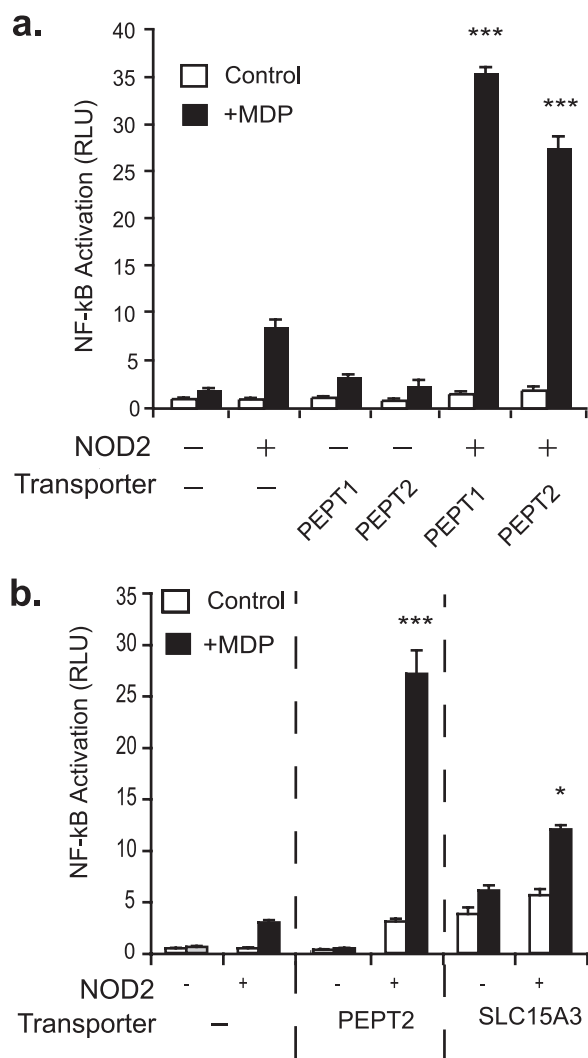 a.
NF-kB Activation (RLU)
40
35
30
25
20
15
10
5
0
Control
+MDP
***
***
NOD2 – + – – + +
Transporter – – PEPT1 PEPT2 PEPT1 PEPT2
b.
NF-kB Activation (RLU)
35
30
25
20
15
10
5
0
Control
+MDP
***
*
NOD2 - + - + - +
Transporter – PEPT2 SLC15A3